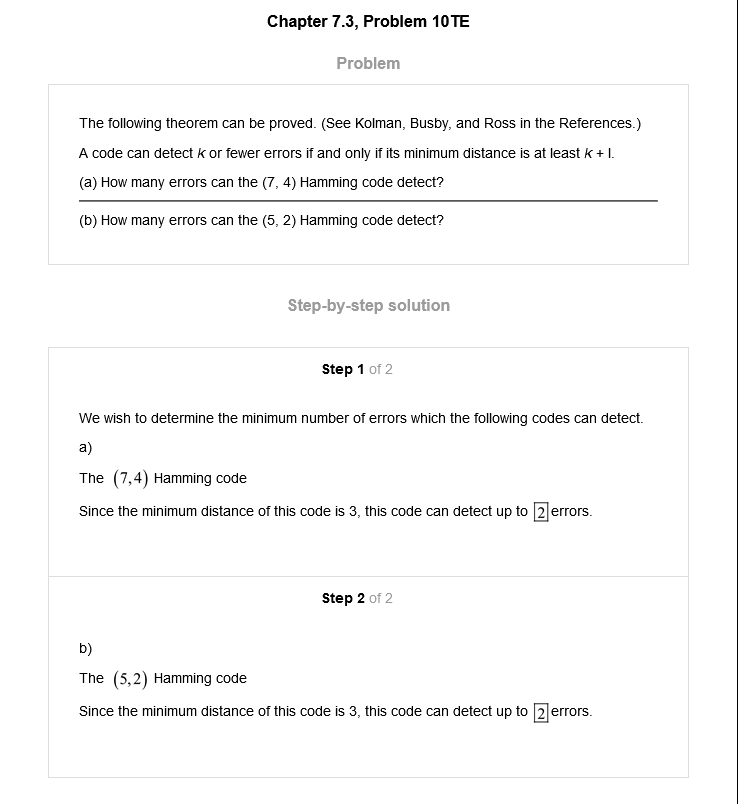 Chapter 7.3, Problem 10TE
Problem
The following theorem can be proved. (See Kolman, Busby, and Ross in the References.)
A code can detect k or fewer errors if and only if its minimum distance is at least k + l.
(a) How many errors can the (7, 4) Hamming code detect?
(b) How many errors can the (5, 2) Hamming code detect?
Step-by-step solution
Step 1 of 2
We wish to determine the minimum number of errors which the following codes can detect.
a)
The (7,4) Hamming code
Since the minimum distance of this code is 3, this code can detect up to 2 errors.
Step 2 of 2
b)
The (5,2) Hamming code
Since the minimum distance of this code is 3, this code can detect up to 2 errors.